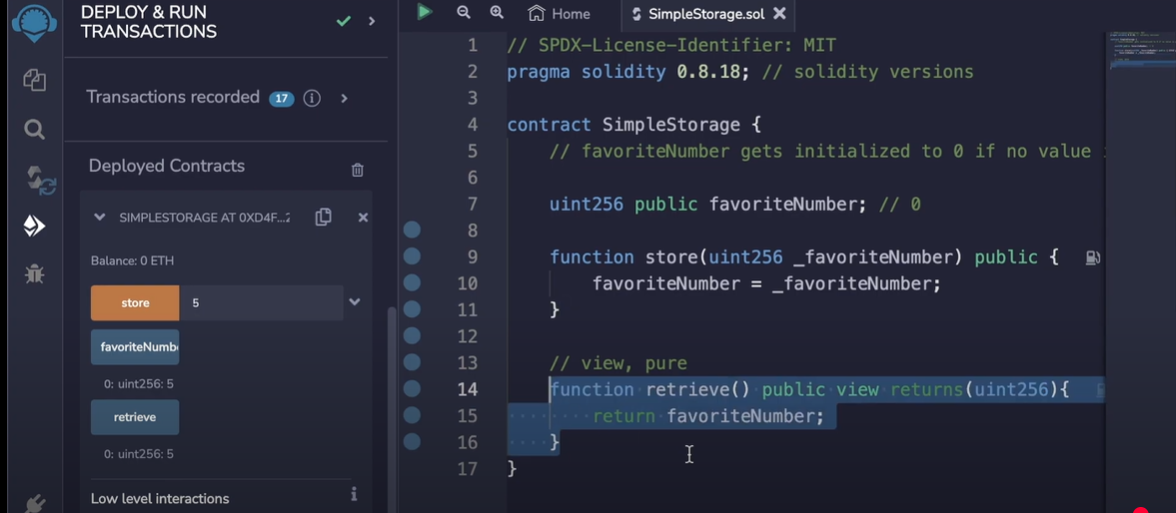 DEPLOY & RUN
TRANSACTIONS
Transactions recorded 17 i
Deployed Contracts
SIMPLESTORAGE AT 0XD4F...
Balance: 0 ETH
store 5
favoriteNumb
0: uint256: 5
retrieve
0: uint256: 5
Low level interactions i
Home
SimpleStorage.sol
1 // SPDX-License-Identifier: MIT
2 pragma solidity 0.8.18; // solidity versions
3
4 contract SimpleStorage {
5 // favoriteNumber gets initialized to 0 if no value
6
7 uint256 public favoriteNumber; // 0
8
9 function store(uint256 _favoriteNumber) public {
10 favoriteNumber = _favoriteNumber;
11 }
12
13 // view, pure
14 function retrieve() public view returns(uint256){
15 return favoriteNumber;
16 }
17 }